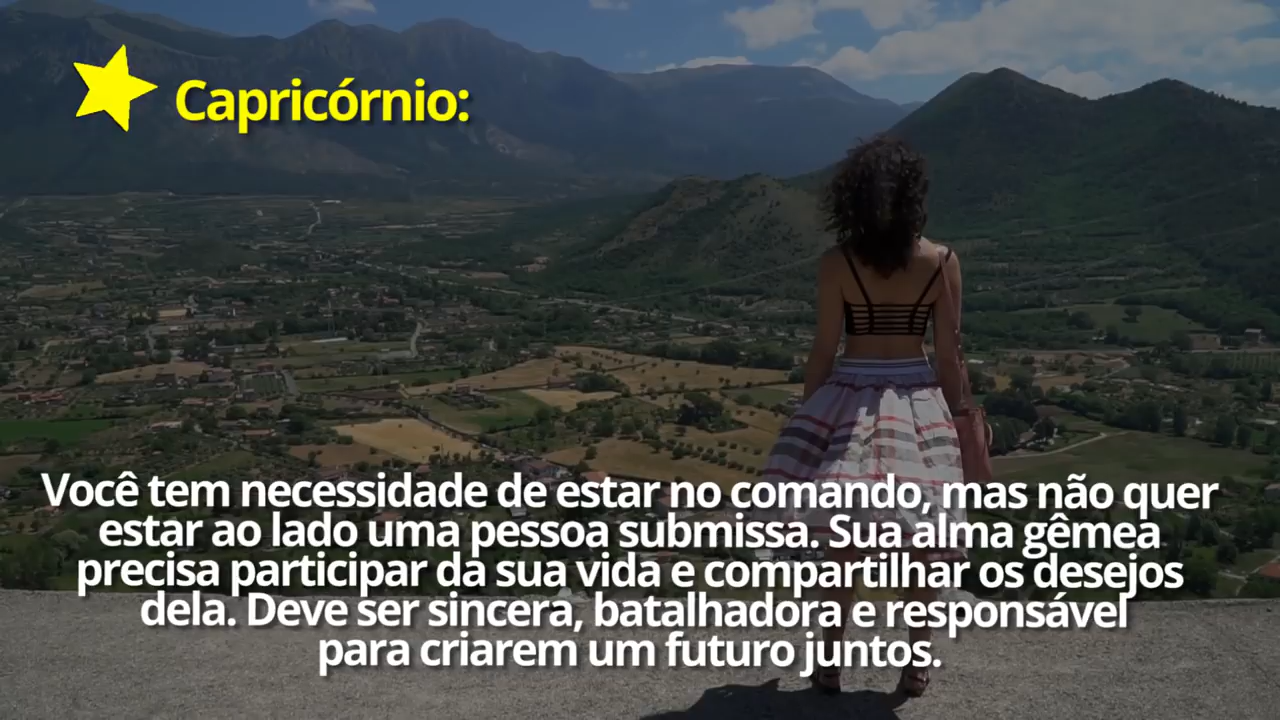 Capricórnio:
Você tem necessidade de estar no comando, mas não quer
estar ao lado uma pessoa submissa. Sua alma gêmea
precisa participar da sua vida e compartilhar os desejos
dela. Deve ser sincera, batalhadora e responsável
para criarem um futuro juntos.